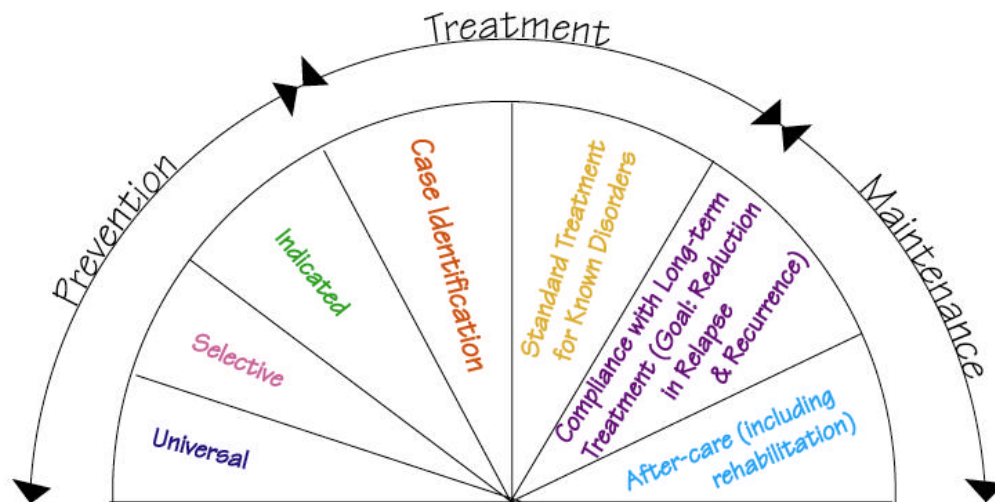 Treatment
Prevention
Maintenance
Universal
Selective
Indicated
Case Identification
Standard Treatment
for Known Disorders
Compliance with Long-term
Treatment (Goal: Reduction
in Relapse
& Recurrence)
After-care (including
rehabilitation)